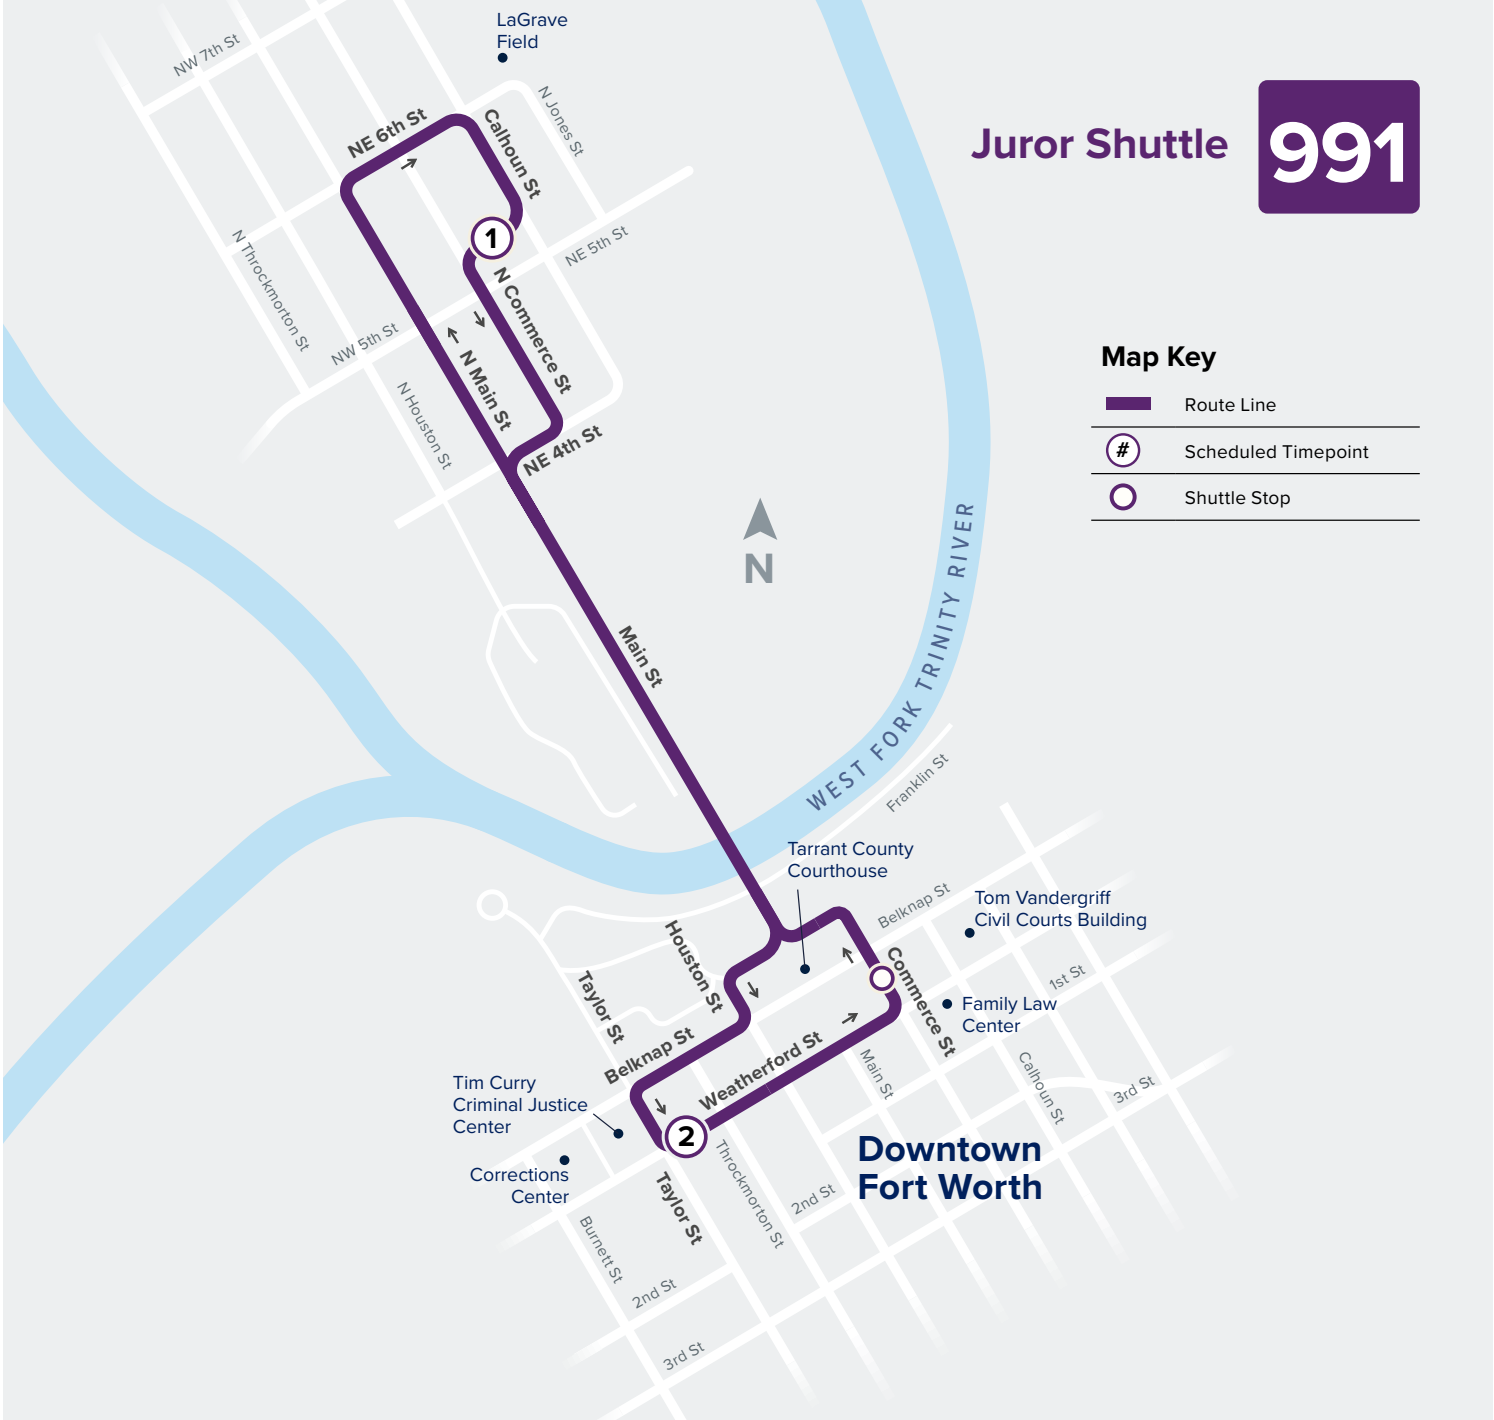 LaGrave
Field
NW 7th St
N Jones St
Calhoun St
NE 6th St
Juror Shuttle
991
1
NE 5th St
N Throckmorton St
N Commerce St
NW 5th St
N Main St
N Houston St
NE 4th St
Map Key
Route Line
#
Scheduled Timepoint
Shuttle Stop
N
WEST FORK TRINITY RIVER
Main St
Franklin St
Tarrant County
Courthouse
Belknap St
Tom Vandergriff
Civil Courts Building
Houston St
Commerce St
1st St
Taylor St
Family Law
Center
Belknap St
Weatherford St
Main St
Calhoun St
3rd St
Tim Curry
Criminal Justice
Center
2
Corrections
Center
Downtown
Fort Worth
Taylor St
Throckmorton St
2nd St
Burnett St
2nd St
3rd St